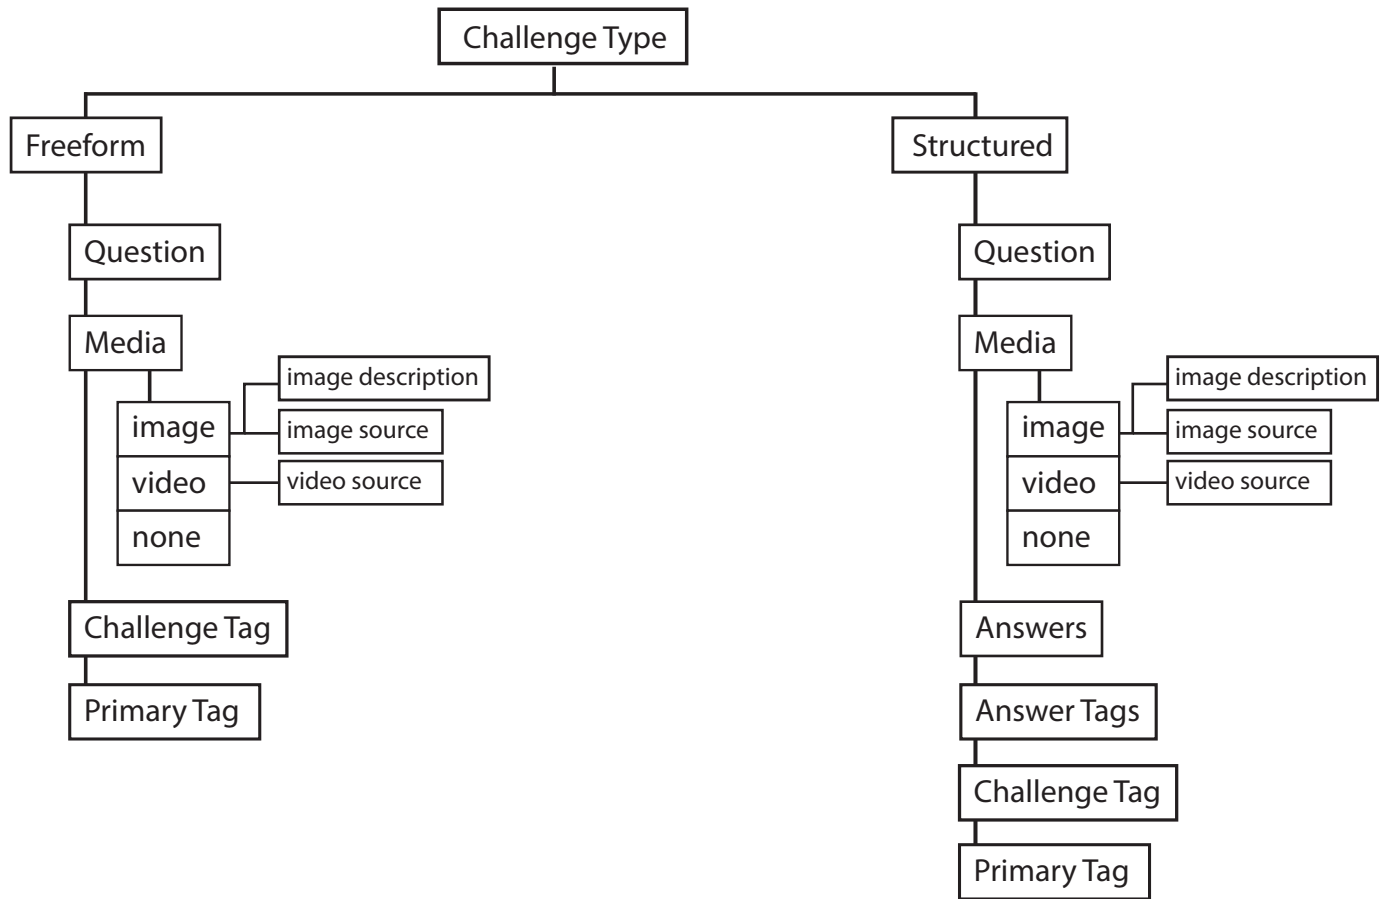 Challenge Type
Freeform
Question
Media
image
image description
image source
video
video source
none
Challenge Tag
Primary Tag
Structured
Question
Media
image
image description
image source
video
video source
none
Answers
Answer Tags
Challenge Tag
Primary Tag